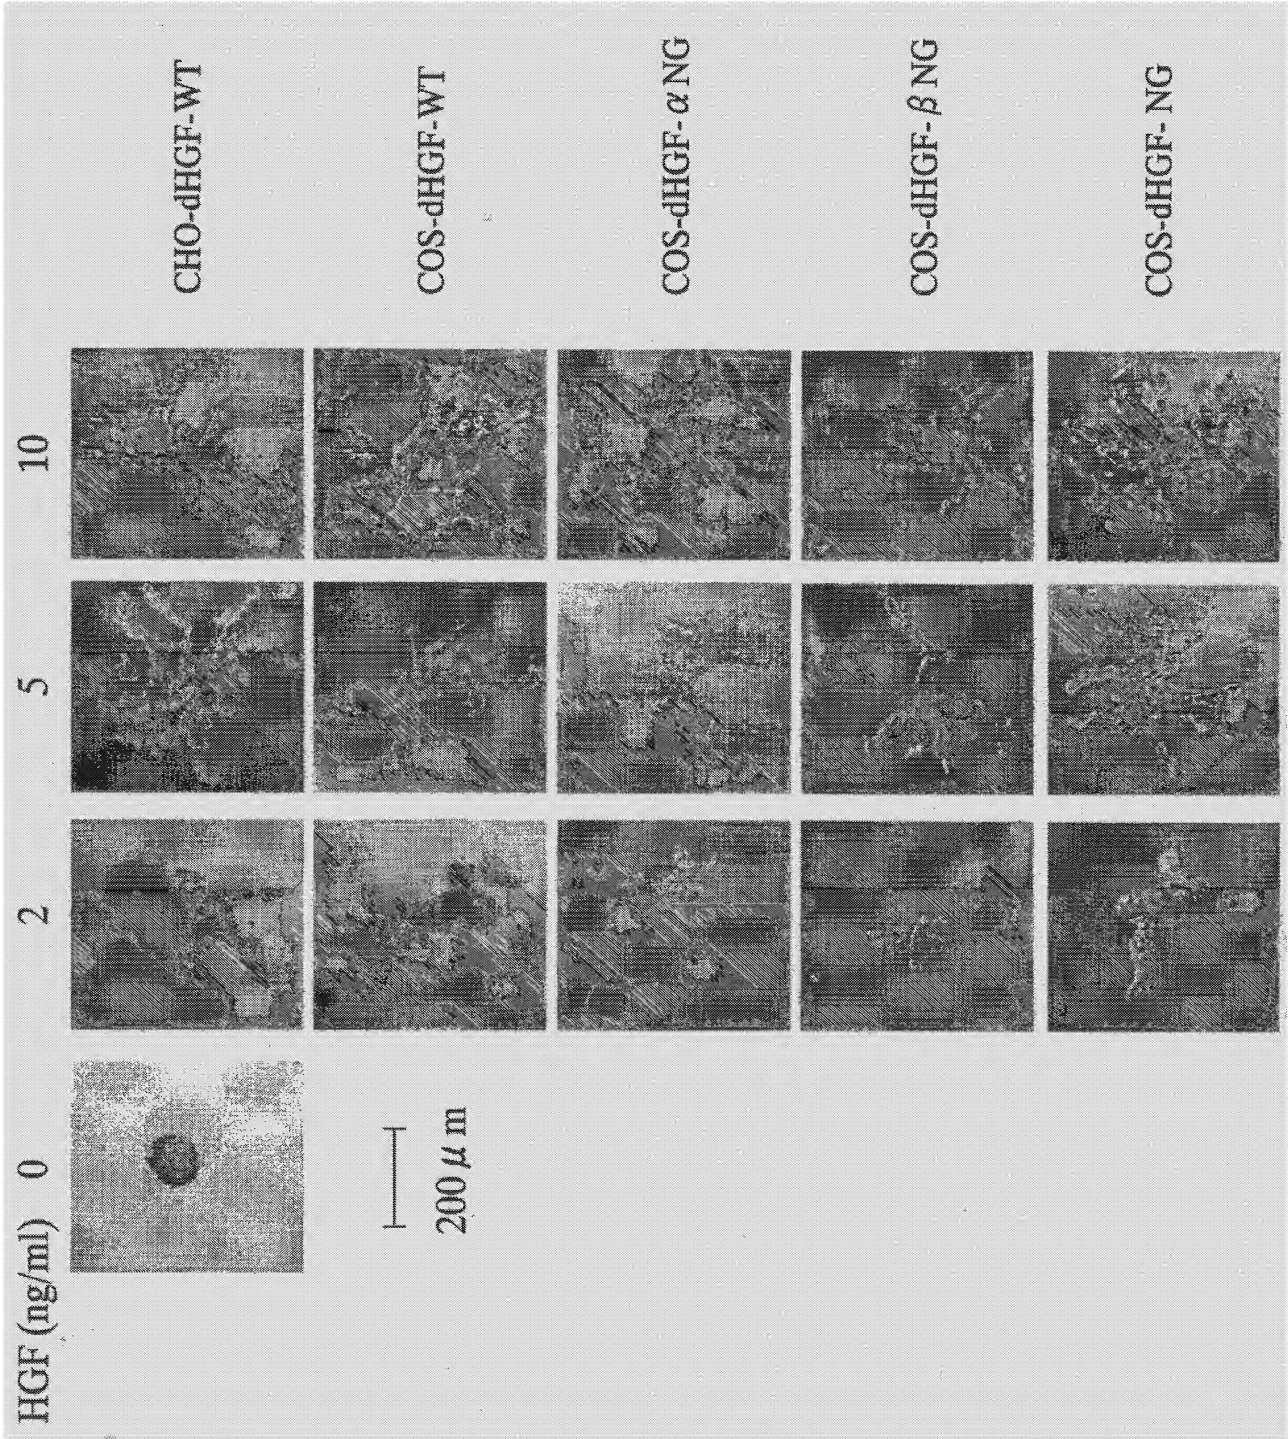 HGF (ng/ml) 0 2 5 10
CHO-dHGF-WT
COS-dHGF-WT
COS-dHGF-α NG
COS-dHGF-β NG
COS-dHGF- NG
200 μ m